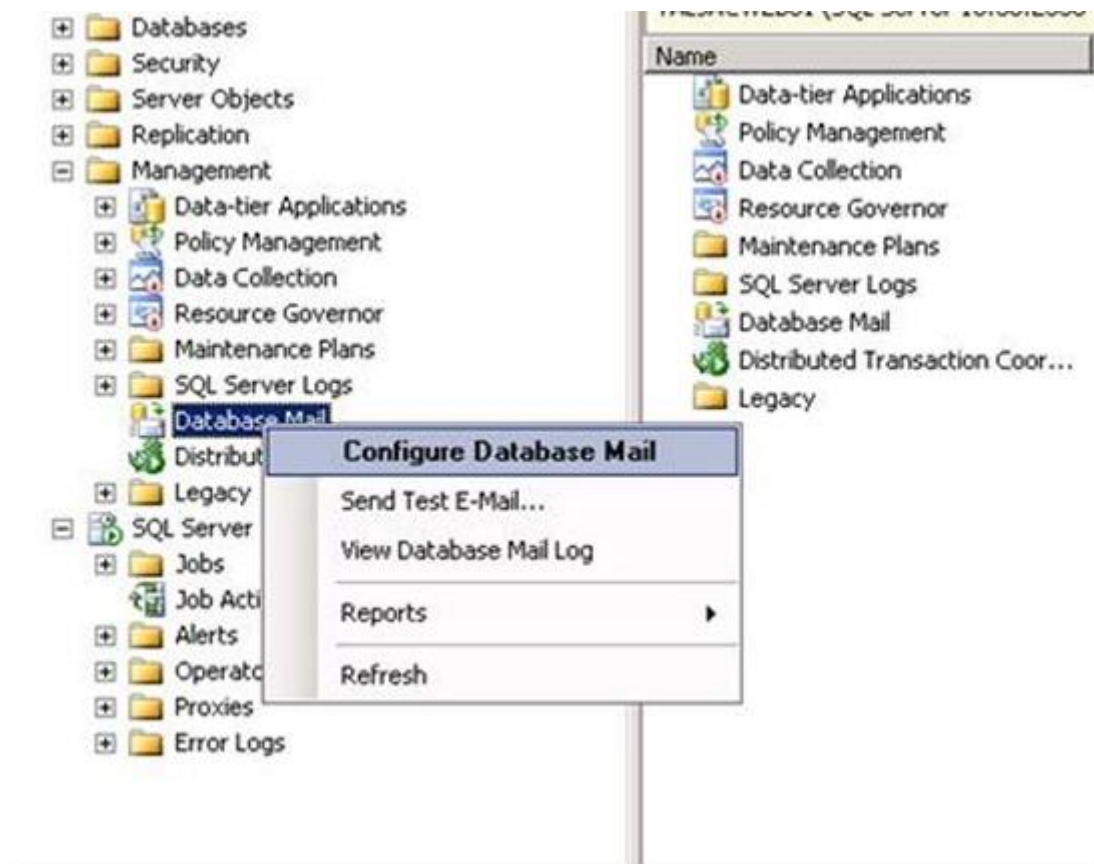 Databases
Security
Server Objects
Replication
Management
Data-tier Applications
Policy Management
Data Collection
Resource Governor
Maintenance Plans
SQL Server Logs
Database Mail
Distribut
Legacy
SQL Server
Jobs
Job Acti
Alerts
Operato
Proxies
Error Logs
Configure Database Mail
Send Test E-Mail...
View Database Mail Log
Reports
Refresh
(SQL Server
Name
Data-tier Applications
Policy Management
Data Collection
Resource Governor
Maintenance Plans
SQL Server Logs
Database Mail
Distributed Transaction Coor...
Legacy